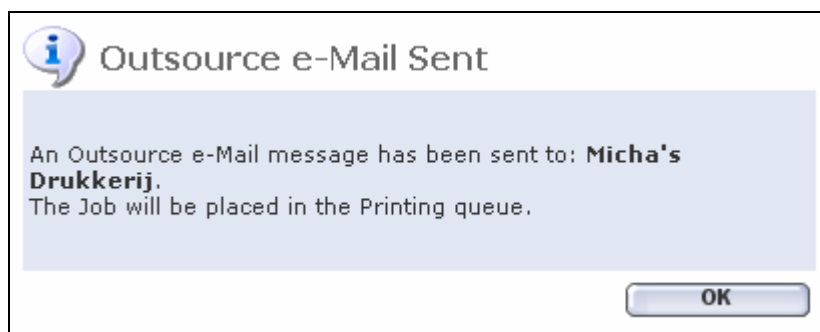 Outsource e-Mail Sent
An Outsource e-Mail message has been sent to: Micha's
Drukkerij.
The Job will be placed in the Printing queue.
OK